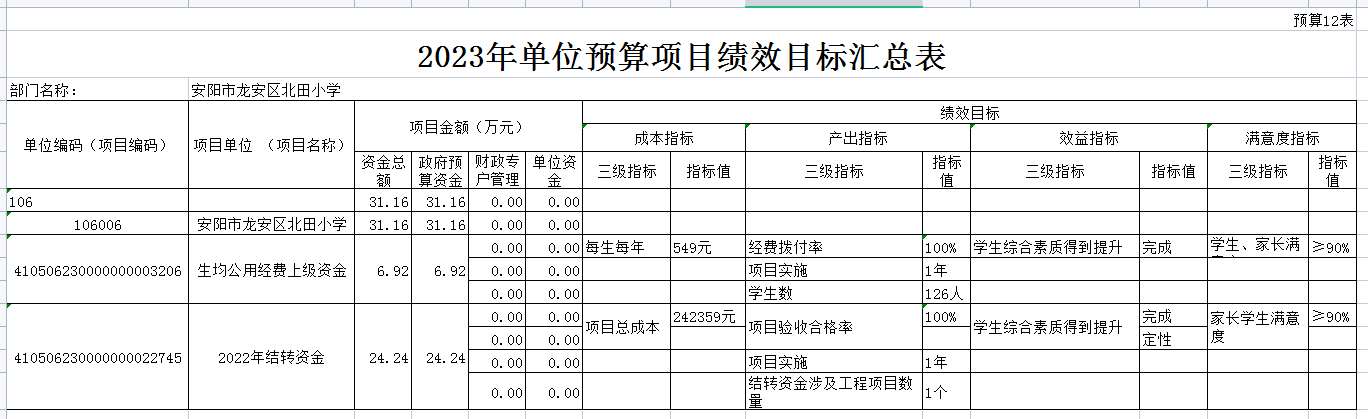 预算12表
2023年单位预算项目绩效目标汇总表
部门名称： 安阳市龙安区北田小学
单位编码（项目编码） 项目单位 （项目名称） 项目金额（万元） 绩效目标
成本指标 产出指标 效益指标 满意度指标
资金总额 政府预算资金 财政专户管理 单位资金 三级指标 指标值 三级指标 指标值 三级指标 指标值 三级指标 指标值
106 31.16 31.16 0.00 0.00
106006 安阳市龙安区北田小学 31.16 31.16 0.00 0.00
410506230000000003206 生均公用经费上级资金 6.92 6.92 0.00 0.00 每生每年 549元 经费拨付率 100% 学生综合素质得到提升 完成 学生、家长满 ≥90%
0.00 0.00 项目实施 1年
0.00 0.00 学生数 126人
410506230000000022745 2022年结转资金 24.24 24.24 0.00 0.00 项目总成本 242359元 项目验收合格率 100% 学生综合素质得到提升 完成 家长学生满意度 ≥90%
0.00 0.00 定性
0.00 0.00 项目实施 1年
0.00 0.00 结转资金涉及工程项目数量 1个